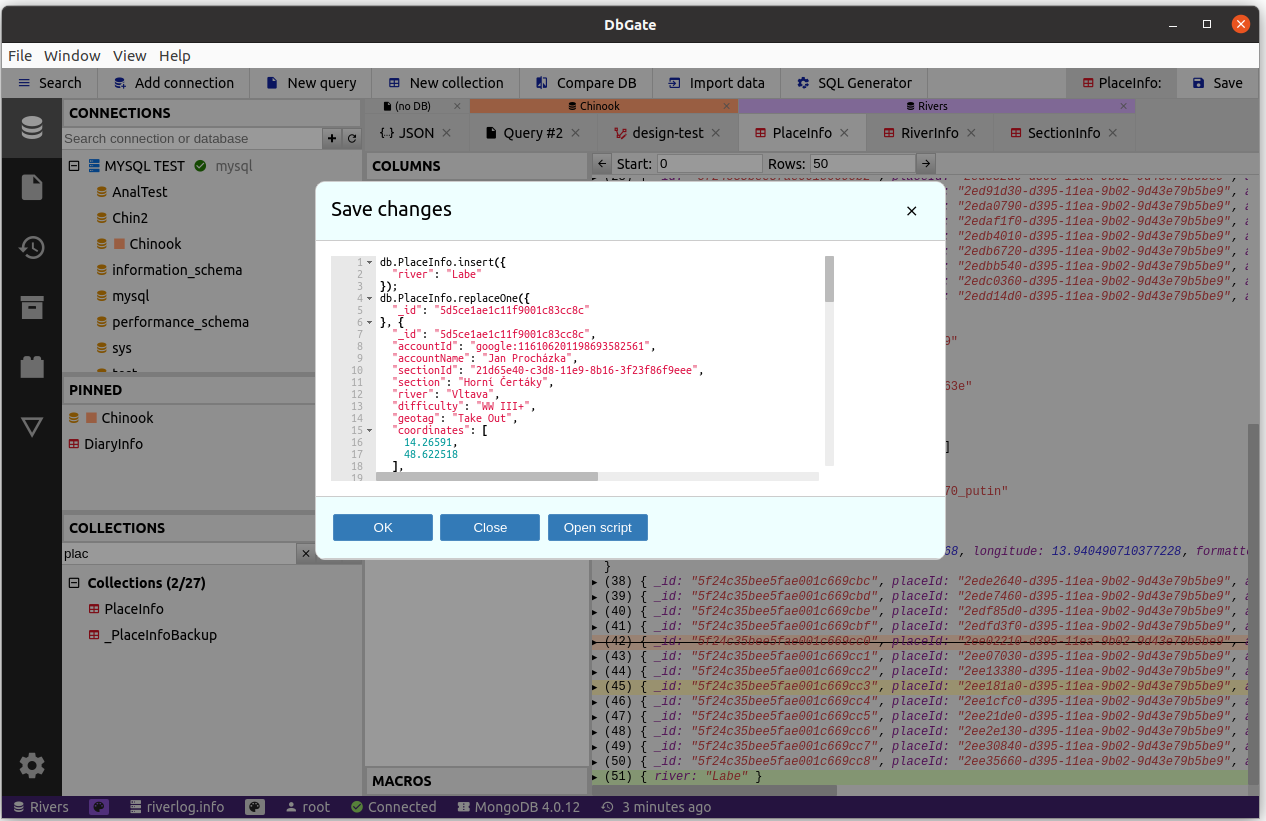 DbGate
File Window View Help
Search Add connection New query New collection Compare DB Import data SQL Generator PlaceInfo: Save
CONNECTIONS
(no DB) Chinook Rivers
Search connection or database
JSON Query #2 design-test PlaceInfo RiverInfo SectionInfo
COLUMNS
Start: 0 Rows: 50
MYSQL TEST mysql
AnalTest
Chin2
Chinook
information_schema
mysql
performance_schema
sys
PINNED
Chinook
DiaryInfo
COLLECTIONS
plac
Collections (2/27)
PlaceInfo
_PlaceInfoBackup
MACROS
"2ed91d30-d395-11ea-9b02-9d43e79b5be9",
"2eda0790-d395-11ea-9b02-9d43e79b5be9",
"2edaf1f0-d395-11ea-9b02-9d43e79b5be9",
"2edb4010-d395-11ea-9b02-9d43e79b5be9",
"2edb6720-d395-11ea-9b02-9d43e79b5be9",
"2edbb540-d395-11ea-9b02-9d43e79b5be9",
"2edc0360-d395-11ea-9b02-9d43e79b5be9",
"2edd14d0-d395-11ea-9b02-9d43e79b5be9",
Save changes
1 db.PlaceInfo.insert({
2 "river": "Labe"
3 });
4 db.PlaceInfo.replaceOne({
5 "_id": "5d5ce1ae1c11f9001c83cc8c"
6 }, {
7 "_id": "5d5ce1ae1c11f9001c83cc8c",
8 "accountId": "google:116106201198693582561",
9 "accountName": "Jan Procházka",
10 "sectionId": "21d65e40-c3d8-11e9-8b16-3f23f86f9eee",
11 "section": "Horní Čertáky",
12 "river": "Vltava",
13 "difficulty": "WW III+",
14 "geotag": "Take Out",
15 "coordinates": [
16 14.26591,
17 48.622518
18 ],
19
OK Close Open script
9"
53e"
]
70_putin"
68, longitude: 13.940490710377228,
}
(38) { _id: "5f24c35bee5fae001c669cbc", placeId: "2ede2640-d395-11ea-9b02-9d43e79b5be9",
(39) { _id: "5f24c35bee5fae001c669cbd", placeId: "2ede7460-d395-11ea-9b02-9d43e79b5be9",
(40) { _id: "5f24c35bee5fae001c669cbe", placeId: "2edf85d0-d395-11ea-9b02-9d43e79b5be9",
(41) { _id: "5f24c35bee5fae001c669cbf", placeId: "2edfd3f0-d395-11ea-9b02-9d43e79b5be9",
(42) { _id: "5f24c35bee5fae001c669cc0", placeId: "2ee02210-d395-11ea-9b02-9d43e79b5be9",
(43) { _id: "5f24c35bee5fae001c669cc1", placeId: "2ee07030-d395-11ea-9b02-9d43e79b5be9",
(44) { _id: "5f24c35bee5fae001c669cc2", placeId: "2ee13380-d395-11ea-9b02-9d43e79b5be9",
(45) { _id: "5f24c35bee5fae001c669cc3", placeId: "2ee181a0-d395-11ea-9b02-9d43e79b5be9",
(46) { _id: "5f24c35bee5fae001c669cc4", placeId: "2ee1cfc0-d395-11ea-9b02-9d43e79b5be9",
(47) { _id: "5f24c35bee5fae001c669cc5", placeId: "2ee21de0-d395-11ea-9b02-9d43e79b5be9",
(48) { _id: "5f24c35bee5fae001c669cc6", placeId: "2ee2e130-d395-11ea-9b02-9d43e79b5be9",
(49) { _id: "5f24c35bee5fae001c669cc7", placeId: "2ee30840-d395-11ea-9b02-9d43e79b5be9",
(50) { _id: "5f24c35bee5fae001c669cc8", placeId: "2ee35660-d395-11ea-9b02-9d43e79b5be9",
(51) { river: "Labe" }
Rivers riverlog.info root Connected MongoDB 4.0.12 3 minutes ago